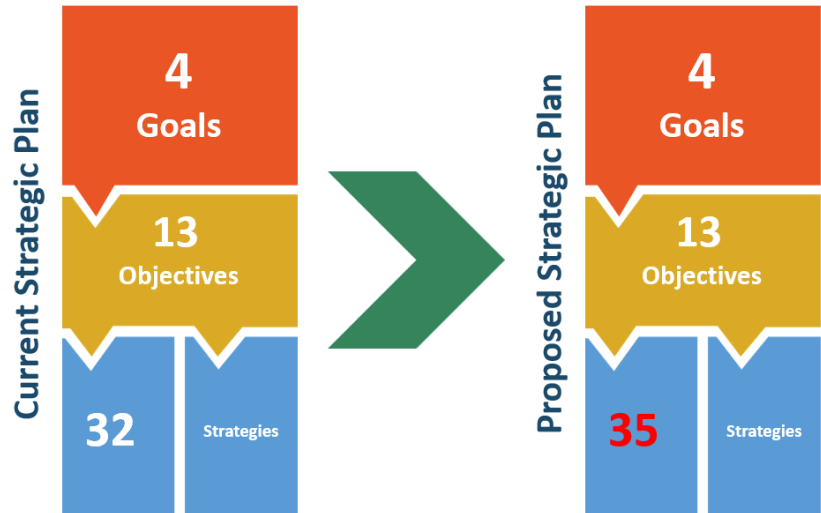 Current Strategic Plan
4
Goals
13
Objectives
32
Strategies
Proposed Strategic Plan
4
Goals
13
Objectives
35
Strategies